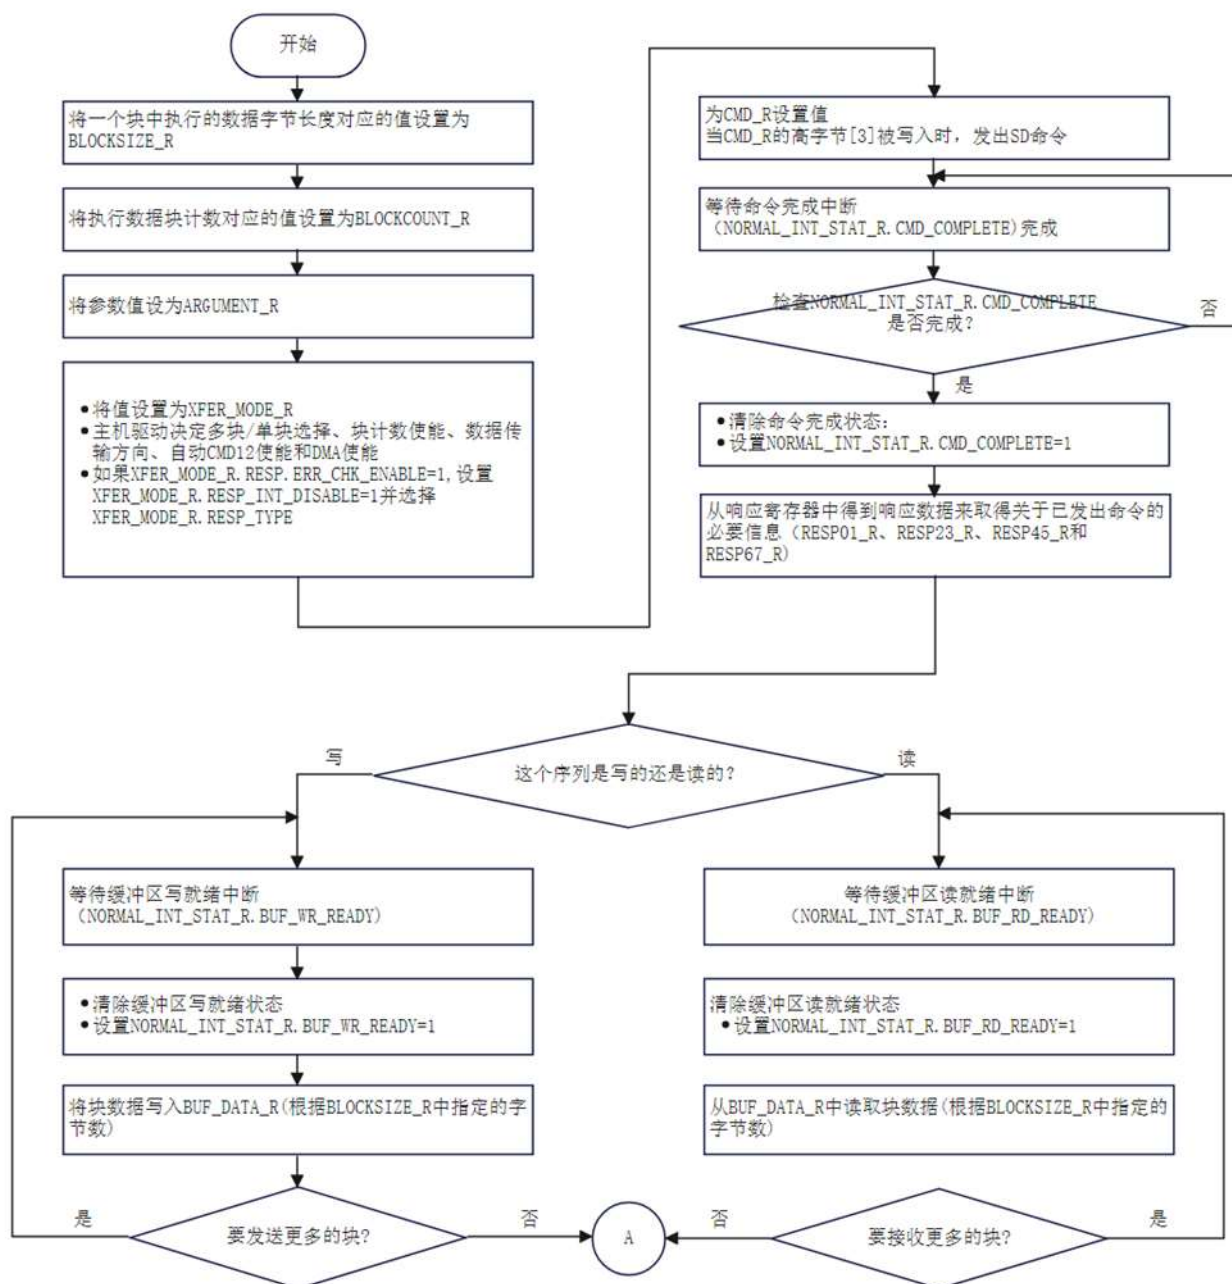 开始
将一个块中执行的数据字节长度对应的值设置为
BLOCKSIZE_R
将执行数据块计数对应的值设置为BLOCKCOUNT_R
将参数值设为ARGUMENT_R
●将值设置为XFER_MODE_R
●主机驱动决定多块/单块选择、块计数使能、数据传
输方向、自动CMD12使能和DMA使能
●如果XFER_MODE_R.RESP.ERR_CHK_ENABLE=1,设置
XFER_MODE_R.RESP_INT_DISABLE=1并选择
XFER_MODE_R.RESP_TYPE
为CMD_R设置值
当CMD_R的高字节[3]被写入时，发出SD命令
等待命令完成中断
（NORMAL_INT_STAT_R.CMD_COMPLETE)完成
检查NORMAL_INT_STAT_R.CMD_COMPLETE
是否完成？
否
是
●清除命令完成状态：
●设置NORMAL_INT_STAT_R.CMD_COMPLETE=1
从响应寄存器中得到响应数据来取得关于已发出命令的
必要信息（RESP01_R、RESP23_R、RESP45_R和
RESP67_R)
这个序列是写的还是读的？
写
读
等待缓冲区写就绪中断
（NORMAL_INT_STAT_R.BUF_WR_READY)
●清除缓冲区写就绪状态
●设置NORMAL_INT_STAT_R.BUF_WR_READY=1
将块数据写入BUF_DATA_R(根据BLOCKSIZE_R中指定的字
节数)
要发送更多的块？
是
否
等待缓冲区读就绪中断
（NORMAL_INT_STAT_R.BUF_RD_READY)
清除缓冲区读就绪状态
●设置NORMAL_INT_STAT_R.BUF_RD_READY=1
从BUF_DATA_R中读取块数据(根据BLOCKSIZE_R中指定的
字节数)
A
否
要接收更多的块？
是